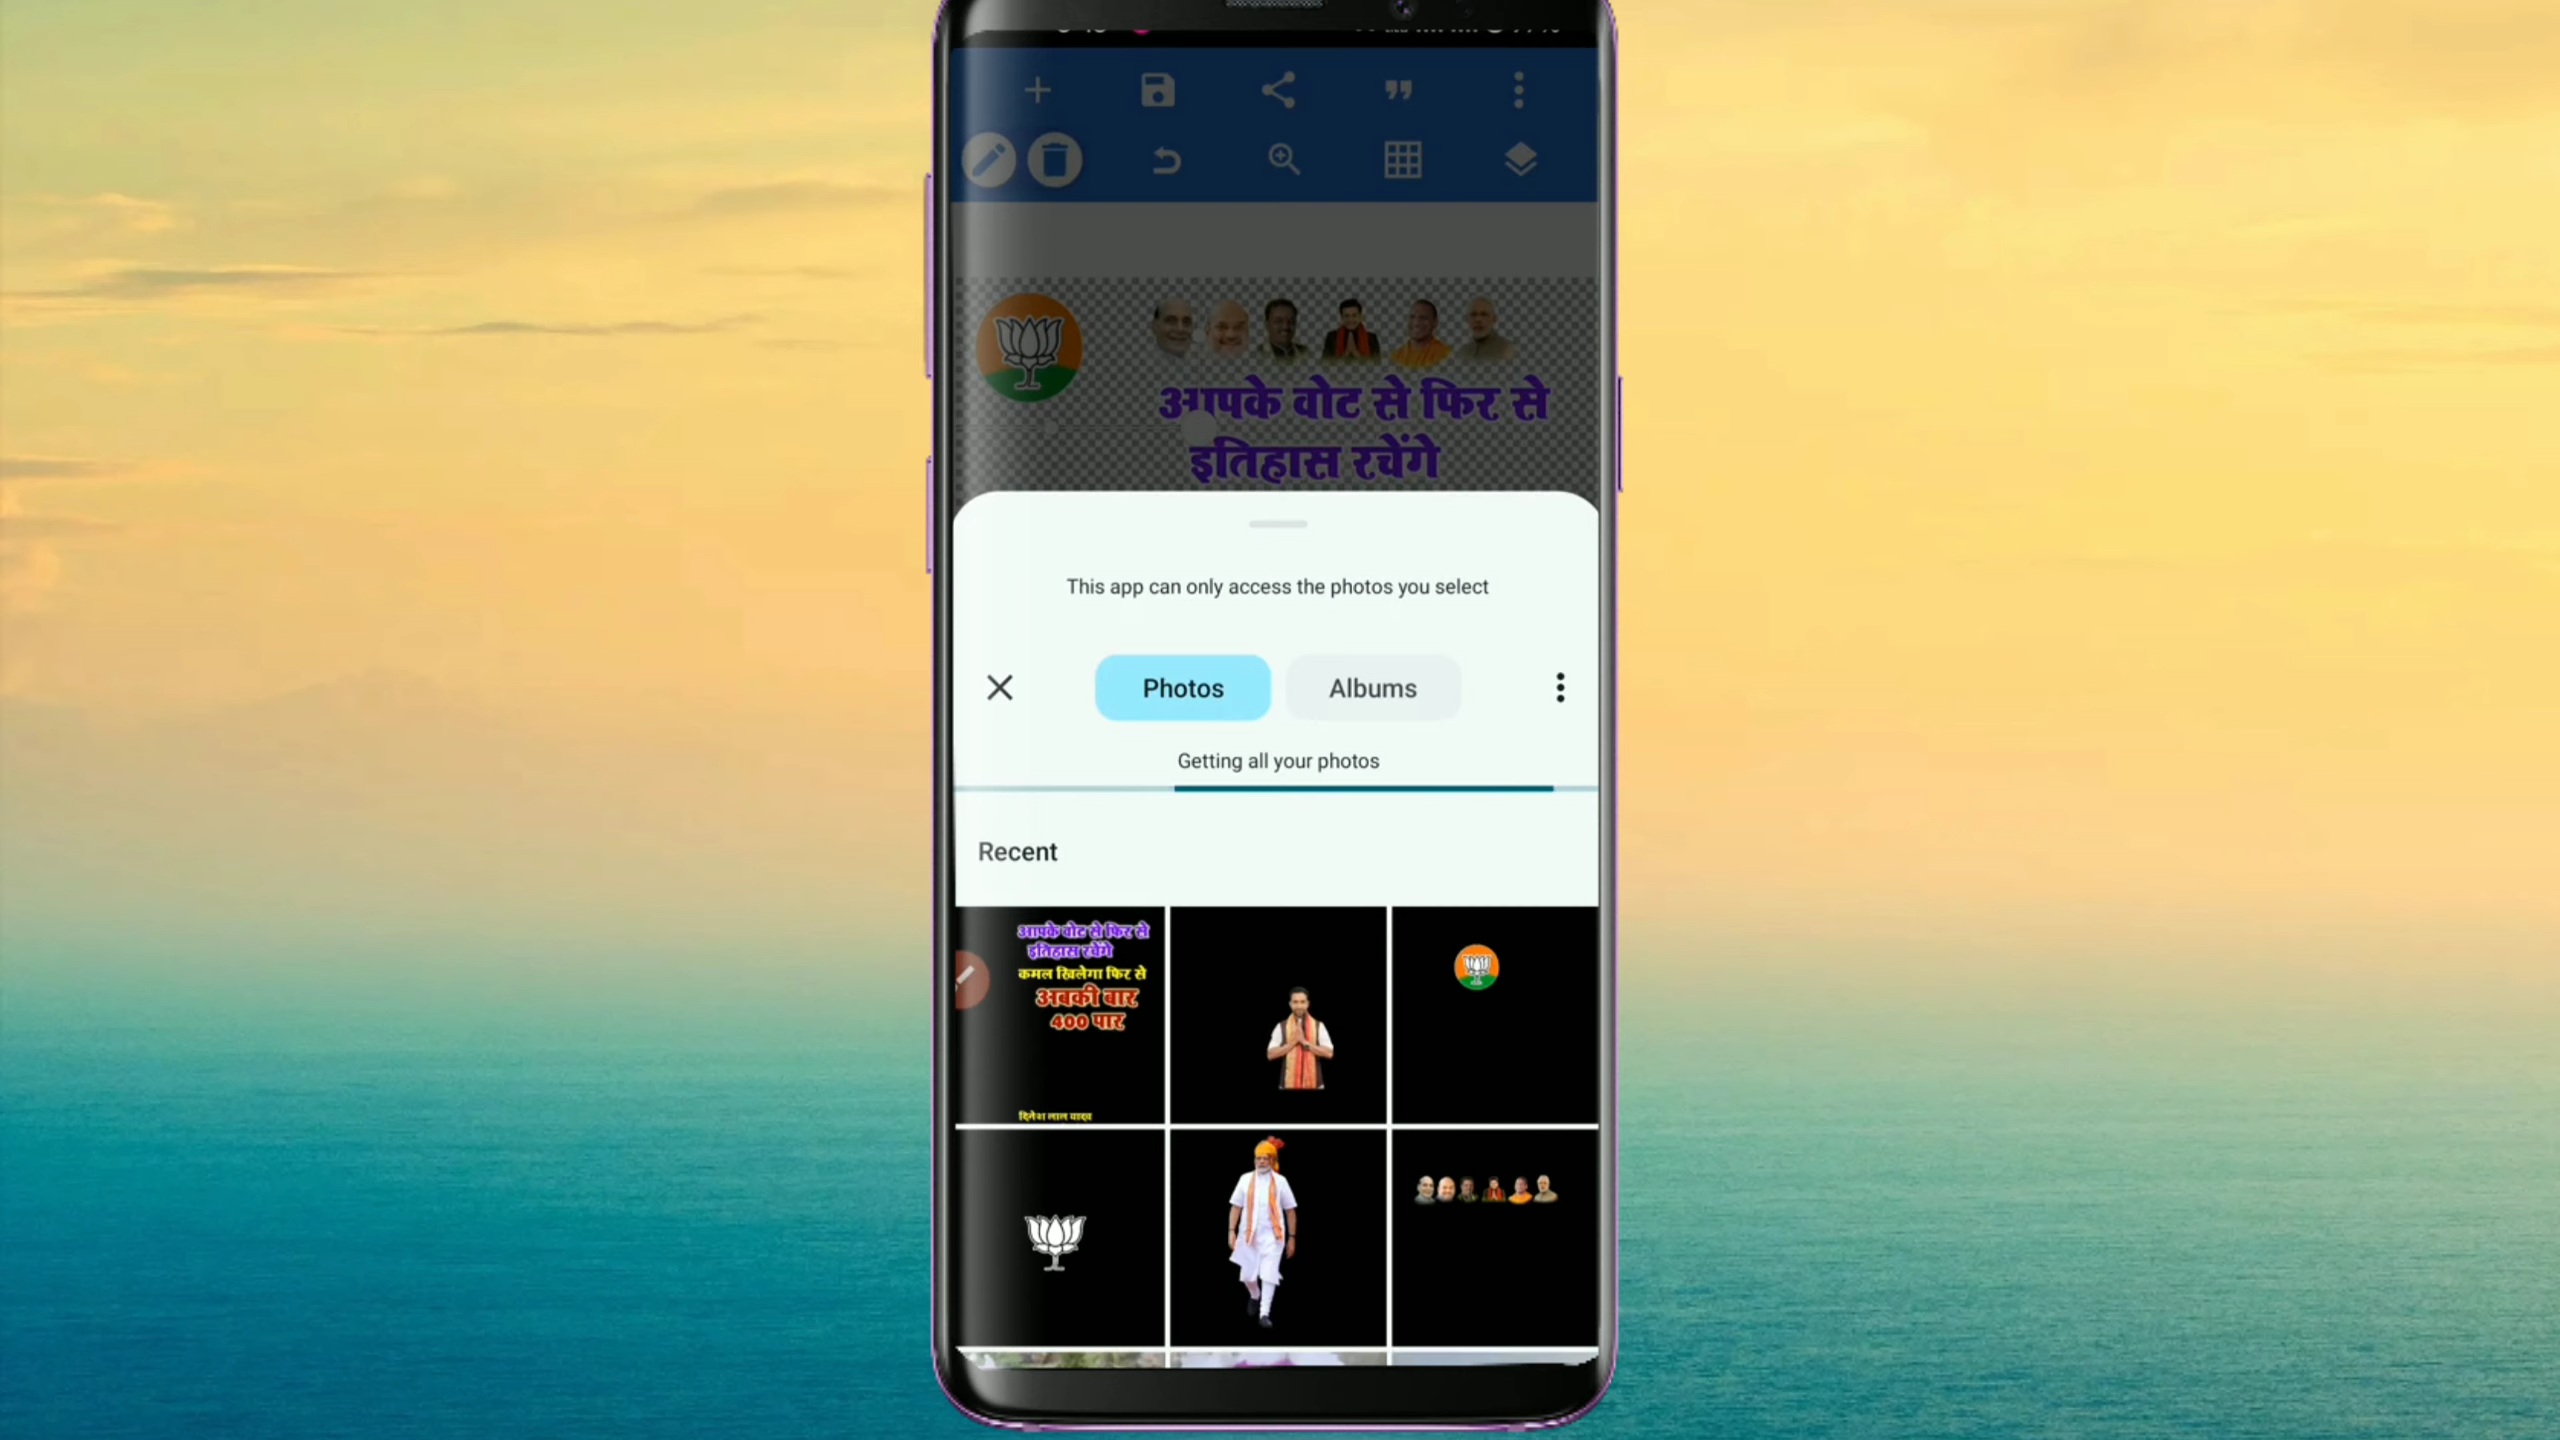 आपके वोट से फिर से
इतिहास रचेंगे
This app can only access the photos you select
Photos
Albums
Getting all your photos
Recent
आपके वोट से फिर से
इतिहास रचेंगे
कमल खिलेगा फिर से
अबकी बार
400 पार
दिनेश लाल यादव